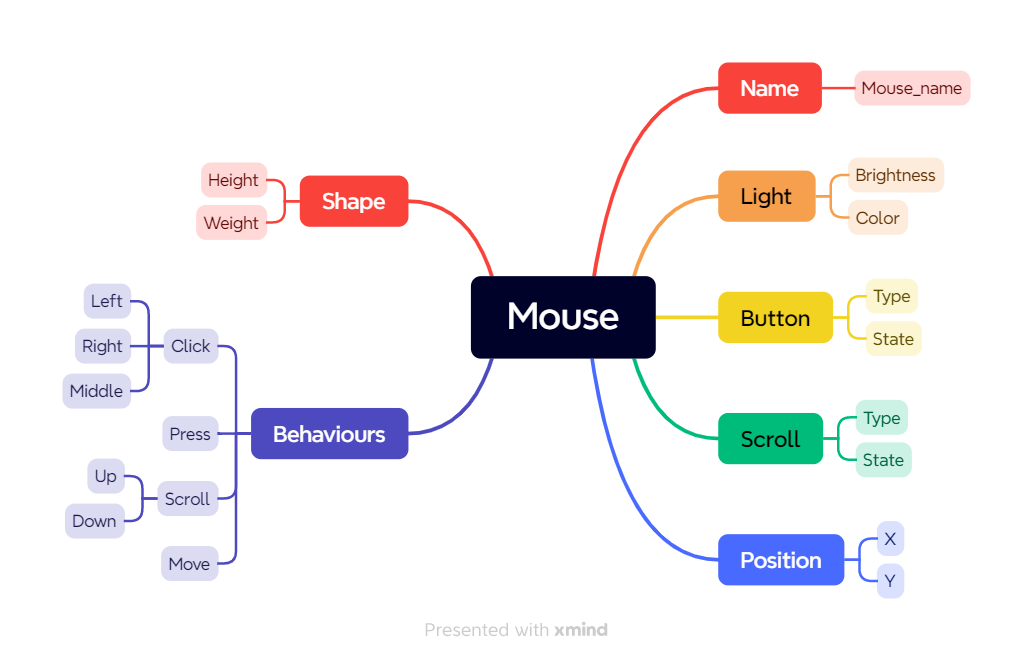 Mouse
Name
Mouse_name
Light
Brightness
Color
Button
Type
State
Scroll
Type
State
Position
X
Y
Shape
Height
Weight
Behaviours
Click
Left
Right
Middle
Press
Scroll
Up
Down
Move
Presented with xmind